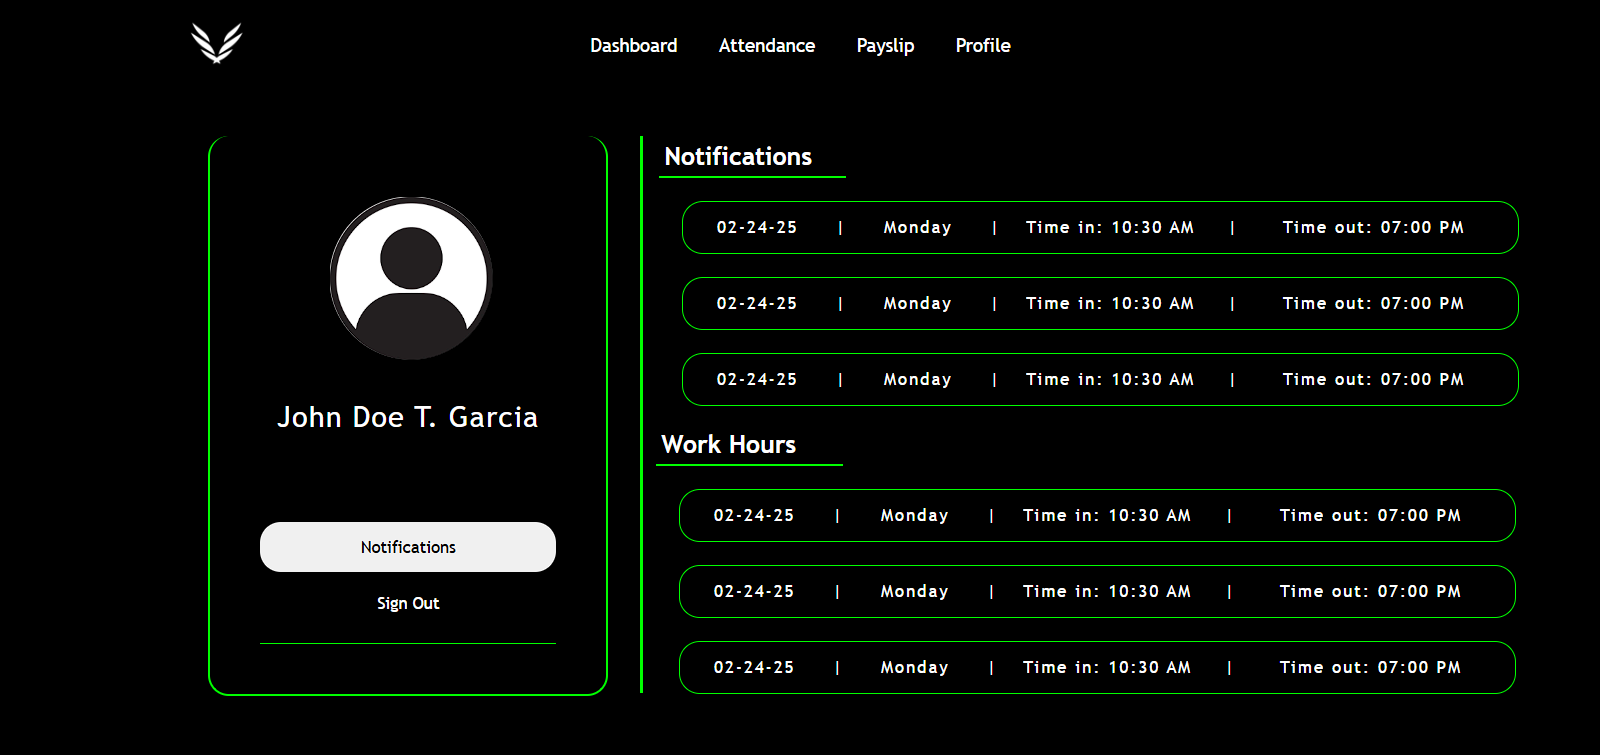 Dashboard Attendance Payslip Profile
John Doe T. Garcia
Notifications
Sign Out
Notifications
02-24-25 | Monday | Time in: 10:30 AM | Time out: 07:00 PM
02-24-25 | Monday | Time in: 10:30 AM | Time out: 07:00 PM
02-24-25 | Monday | Time in: 10:30 AM | Time out: 07:00 PM
Work Hours
02-24-25 | Monday | Time in: 10:30 AM | Time out: 07:00 PM
02-24-25 | Monday | Time in: 10:30 AM | Time out: 07:00 PM
02-24-25 | Monday | Time in: 10:30 AM | Time out: 07:00 PM